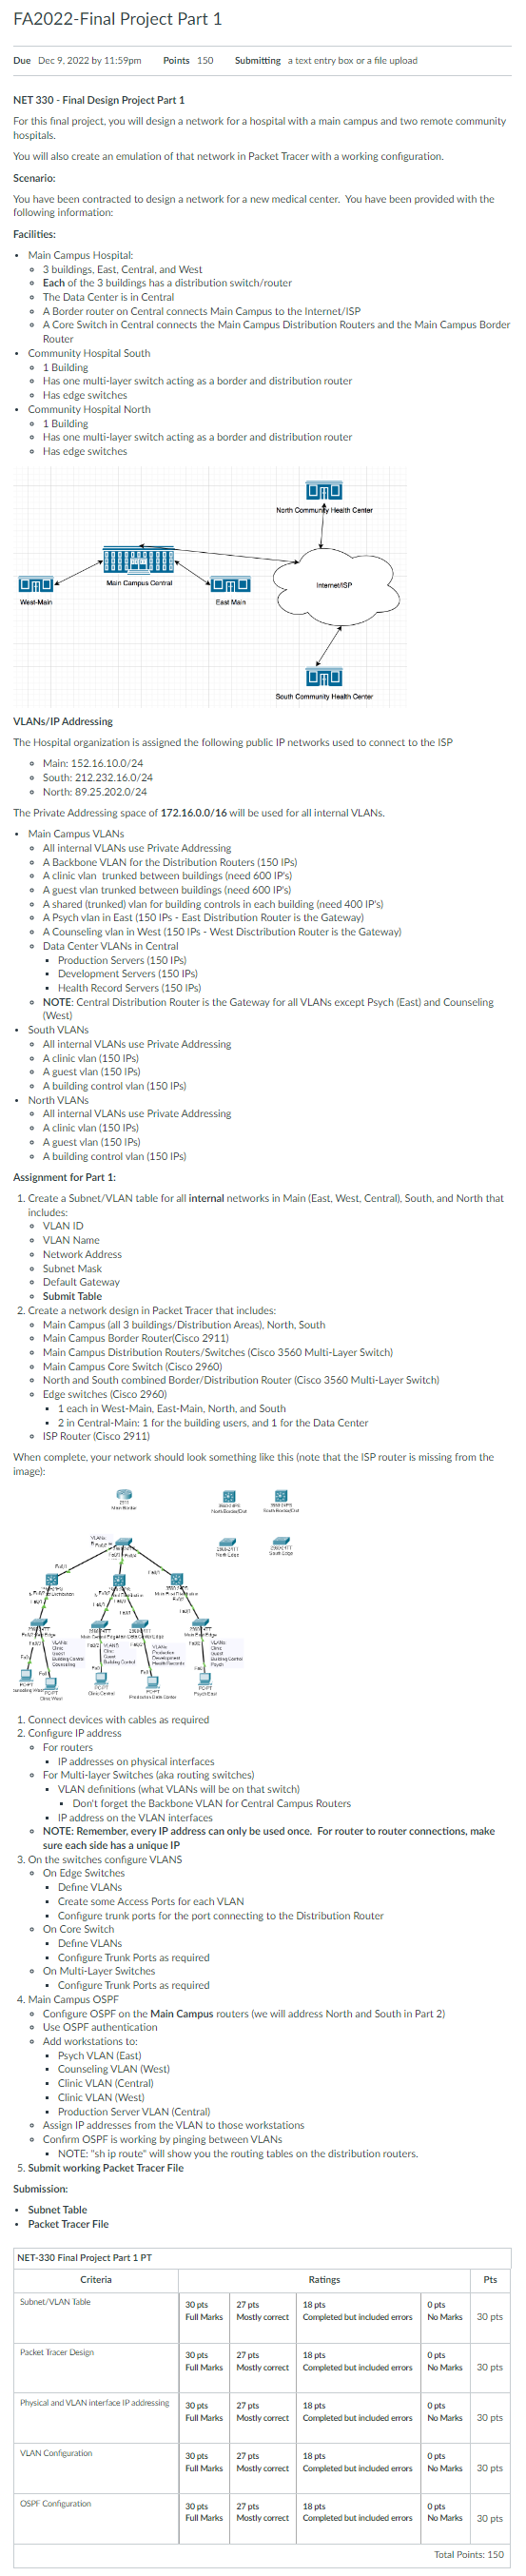 FA2022-Final Project Part 1
Due Dec 9, 2022 by 11:59pm Points 150 Submitting a text entry box or a file upload
NET 330 - Final Design Project Part 1
For this final project, you will design a network for a hospital with a main campus and two remote community
hospitals.
You will also create an emulation of that network in Packet Tracer with a working configuration.
Scenario:
You have been contracted to design a network for a new medical center. You have been provided with the
following information:
Facilities:
• Main Campus Hospital:
◦ 3 buildings, East, Central, and West
◦ Each of the 3 buildings has a distribution switch/router
◦ The Data Center is in Central
◦ A Border router on Central connects Main Campus to the Internet/ISP
◦ A Core Switch in Central connects the Main Campus Distribution Routers and the Main Campus Border
Router
• Community Hospital South
◦ 1 Building
◦ Has one multi-layer switch acting as a border and distribution router
◦ Has edge switches
• Community Hospital North
◦ 1 Building
◦ Has one multi-layer switch acting as a border and distribution router
◦ Has edge switches
North Community Health Center
Main Campus Central
Internet/ISP
West-Main
East Main
South Community Health Center
VLANs/IP Addressing
The Hospital organization is assigned the following public IP networks used to connect to the ISP
◦ Main: 152.16.10.0/24
◦ South: 212.232.16.0/24
◦ North: 89.25.202.0/24
The Private Addressing space of 172.16.0.0/16 will be used for all internal VLANs.
• Main Campus VLANs
◦ All internal VLANs use Private Addressing
◦ A Backbone VLAN for the Distribution Routers (150 IPs)
◦ A clinic vlan trunked between buildings (need 600 IP's)
◦ A guest vlan trunked between buildings (need 600 IP's)
◦ A shared (trunked) vlan for building controls in each building (need 400 IP's)
◦ A Psych vlan in East (150 IPs - East Distribution Router is the Gateway)
◦ A Counseling vlan in West (150 IPs - West Disctribution Router is the Gateway)
◦ Data Center VLANs in Central
▪ Production Servers (150 IPs)
▪ Development Servers (150 IPs)
▪ Health Record Servers (150 IPs)
◦ NOTE: Central Distribution Router is the Gateway for all VLANs except Psych (East) and Counseling
(West)
• South VLANs
◦ All internal VLANs use Private Addressing
◦ A clinic vlan (150 IPs)
◦ A guest vlan (150 IPs)
◦ A building control vlan (150 IPs)
• North VLANs
◦ All internal VLANs use Private Addressing
◦ A clinic vlan (150 IPs)
◦ A guest vlan (150 IPs)
◦ A building control vlan (150 IPs)
Assignment for Part 1:
1. Create a Subnet/VLAN table for all internal networks in Main (East, West, Central), South, and North that
includes:
◦ VLAN ID
◦ VLAN Name
◦ Network Address
◦ Subnet Mask
◦ Default Gateway
◦ Submit Table
2. Create a network design in Packet Tracer that includes:
◦ Main Campus (all 3 buildings/Distribution Areas), North, South
◦ Main Campus Border Router(Cisco 2911)
◦ Main Campus Distribution Routers/Switches (Cisco 3560 Multi-Layer Switch)
◦ Main Campus Core Switch (Cisco 2960)
◦ North and South combined Border/Distribution Router (Cisco 3560 Multi-Layer Switch)
◦ Edge switches (Cisco 2960)
▪ 1 each in West-Main, East-Main, North, and South
▪ 2 in Central-Main: 1 for the building users, and 1 for the Data Center
◦ ISP Router (Cisco 2911)
When complete, your network should look something like this (note that the ISP router is missing from the
image):
1. Connect devices with cables as required
2. Configure IP address
◦ For routers
▪ IP addresses on physical interfaces
◦ For Multi-layer Switches (aka routing switches)
▪ VLAN definitions (what VLANs will be on that switch)
▪ Don't forget the Backbone VLAN for Central Campus Routers
▪ IP address on the VLAN interfaces
◦ NOTE: Remember, every IP address can only be used once. For router to router connections, make
sure each side has a unique IP
3. On the switches configure VLANS
◦ On Edge Switches
▪ Define VLANs
▪ Create some Access Ports for each VLAN
▪ Configure trunk ports for the port connecting to the Distribution Router
◦ On Core Switch
▪ Define VLANs
▪ Configure Trunk Ports as required
◦ On Multi-Layer Switches
▪ Configure Trunk Ports as required
4. Main Campus OSPF
◦ Configure OSPF on the Main Campus routers (we will address North and South in Part 2)
◦ Use OSPF authentication
◦ Add workstations to:
▪ Psych VLAN (East)
▪ Counseling VLAN (West)
▪ Clinic VLAN (Central)
▪ Clinic VLAN (West)
▪ Production Server VLAN (Central)
◦ Assign IP addresses from the VLAN to those workstations
◦ Confirm OSPF is working by pinging between VLANs
▪ NOTE: "sh ip route" will show you the routing tables on the distribution routers.
5. Submit working Packet Tracer File
Submission:
• Subnet Table
• Packet Tracer File
NET-330 Final Project Part 1 PT
Criteria Ratings Pts
Subnet/VLAN Table 30 pts Full Marks 27 pts Mostly correct 18 pts Completed but included errors 0 pts No Marks 30 pts
Packet Tracer Design 30 pts Full Marks 27 pts Mostly correct 18 pts Completed but included errors 0 pts No Marks 30 pts
Physical and VLAN interface IP addressing 30 pts Full Marks 27 pts Mostly correct 18 pts Completed but included errors 0 pts No Marks 30 pts
VLAN Configuration 30 pts Full Marks 27 pts Mostly correct 18 pts Completed but included errors 0 pts No Marks 30 pts
OSPF Configuration 30 pts Full Marks 27 pts Mostly correct 18 pts Completed but included errors 0 pts No Marks 30 pts
Total Points: 150